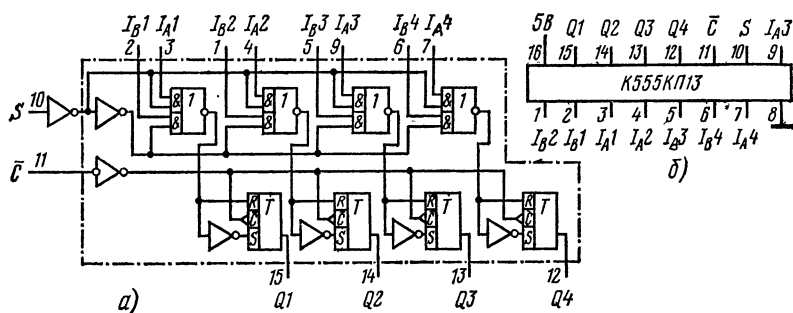 I_B1 I_A1 I_B2 I_A2 I_B3 I_A3 I_B4 I_A4
2 3 1 4 5 9 6 7
S 10
& 1 & 1 & 1 & 1
& & & &
C̅ 11
R T R T R T R T
C C C C
S S S S
15 14 13 12
Q1 Q2 Q3 Q4
а)
5В Q1 Q2 Q3 Q4 C̅ S I_A3
16 15 14 13 12 11 10 9
К555КП13
1 2 3 4 5 6 7 8
I_B2 I_B1 I_A1 I_A2 I_B3 I_B4 I_A4
б)